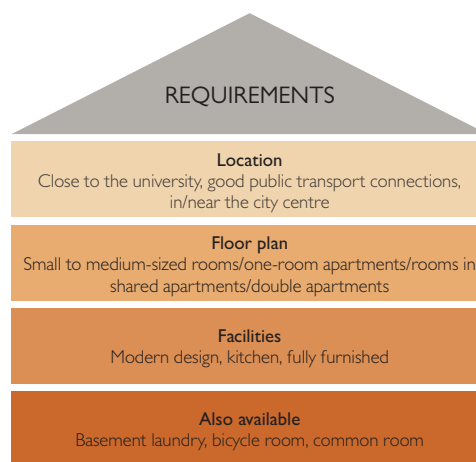 REQUIREMENTS
Location
Close to the university, good public transport connections,
in/near the city centre
Floor plan
Small to medium-sized rooms/one-room apartments/rooms in
shared apartments/double apartments
Facilities
Modern design, kitchen, fully furnished
Also available
Basement laundry, bicycle room, common room